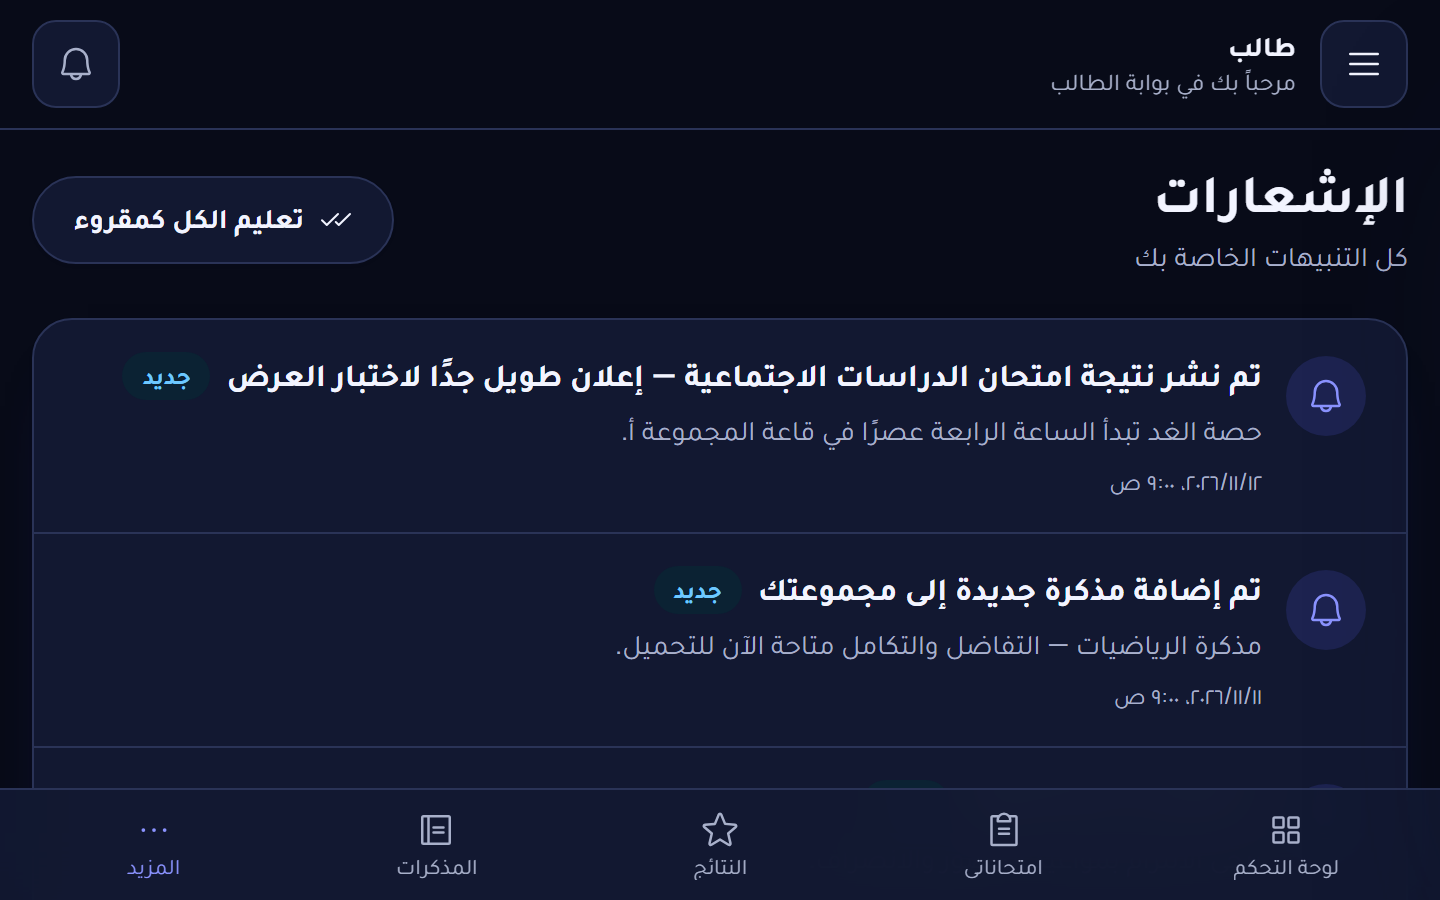 طالب
مرحباً بك في بوابة الطالب
الإشعارات
كل التنبيهات الخاصة بك
تعليم الكل كمقروء
تم نشر نتيجة امتحان الدراسات الاجتماعية — إعلان طويل جدًا لاختبار العرض جديد
حصة الغد تبدأ الساعة الرابعة عصرًا في قاعة المجموعة أ.
١٢/١١/٢٠٢٦، ٩:٠٠ ص
تم إضافة مذكرة جديدة إلى مجموعتك جديد
مذكرة الرياضيات — التفاضل والتكامل متاحة الآن للتحميل.
١١/١١/٢٠٢٦، ٩:٠٠ ص
لوحة التحكم
امتحاناتى
النتائج
المذكرات
المزيد